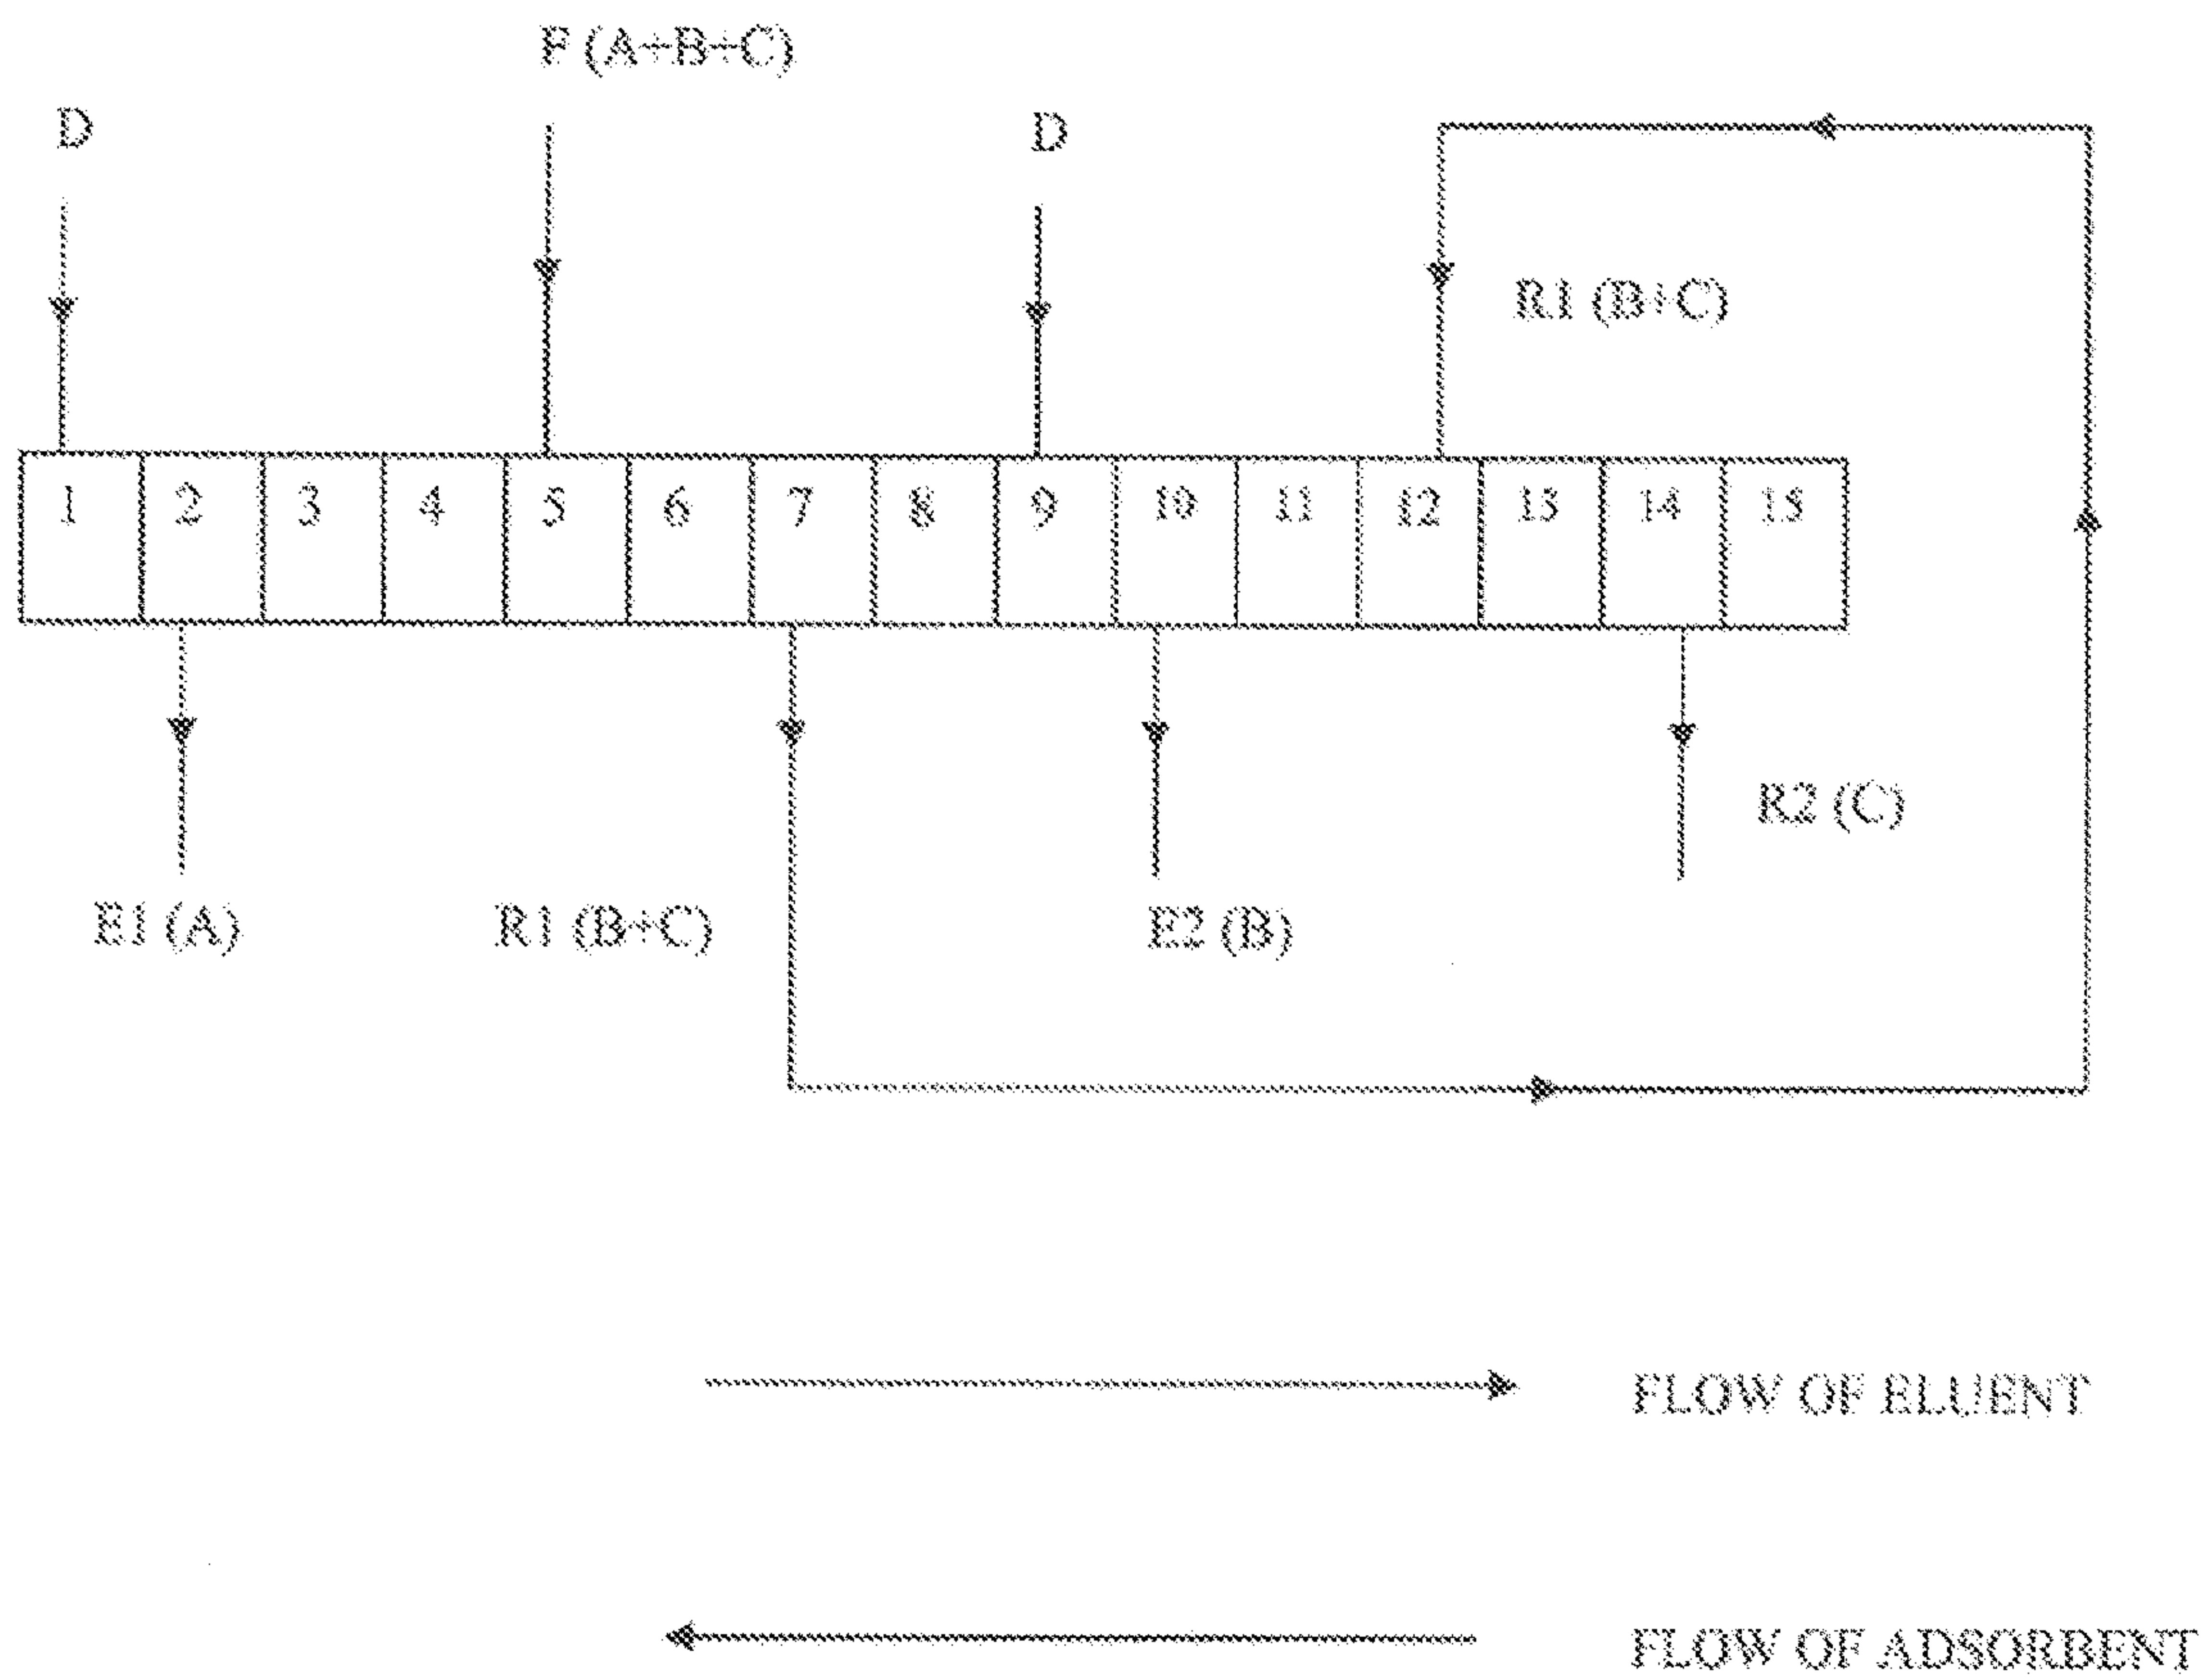 F (A+B+C)
D
D
R1 (B+C)
1 2 3 4 5 6 7 8 9 10 11 12 13 14 15
R2 (C)
E1 (A)
R1 (B+C)
E2 (B)
FLOW OF ELUENT
FLOW OF ADSORBENT